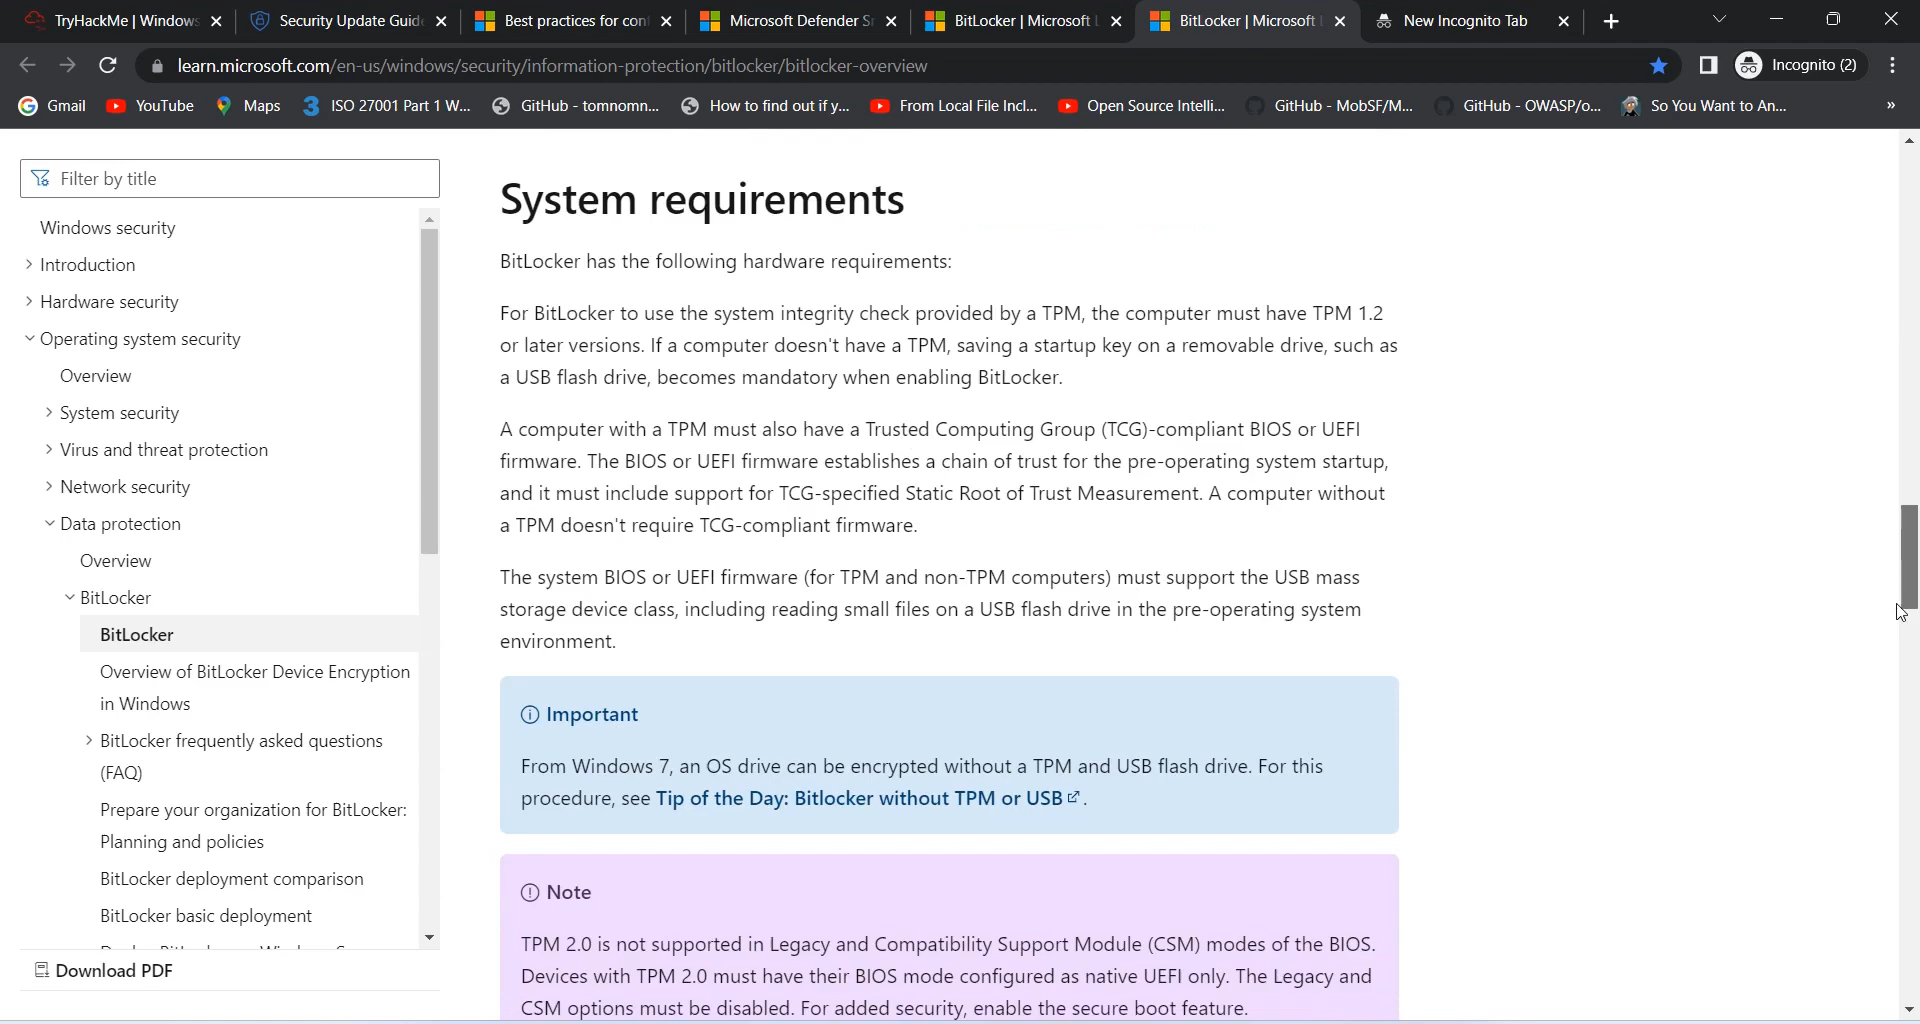 TryHackMe | Windows
Security Update Guide
Best practices for con
Microsoft Defender S
BitLocker | Microsoft L
BitLocker | Microsoft L
New Incognito Tab
learn.microsoft.com/en-us/windows/security/information-protection/bitlocker/bitlocker-overview
Incognito (2)
Gmail
YouTube
Maps
ISO 27001 Part 1 W...
GitHub - tomnomn...
How to find out if y...
From Local File Incl...
Open Source Intelli...
GitHub - MobSF/M...
GitHub - OWASP/o...
So You Want to An...
»
Filter by title
Windows security
Introduction
Hardware security
Operating system security
Overview
System security
Virus and threat protection
Network security
Data protection
Overview
BitLocker
BitLocker
Overview of BitLocker Device Encryption
in Windows
BitLocker frequently asked questions
(FAQ)
Prepare your organization for BitLocker:
Planning and policies
BitLocker deployment comparison
BitLocker basic deployment
Download PDF
System requirements
BitLocker has the following hardware requirements:
For BitLocker to use the system integrity check provided by a TPM, the computer must have TPM 1.2
or later versions. If a computer doesn't have a TPM, saving a startup key on a removable drive, such as
a USB flash drive, becomes mandatory when enabling BitLocker.
A computer with a TPM must also have a Trusted Computing Group (TCG)-compliant BIOS or UEFI
firmware. The BIOS or UEFI firmware establishes a chain of trust for the pre-operating system startup,
and it must include support for TCG-specified Static Root of Trust Measurement. A computer without
a TPM doesn't require TCG-compliant firmware.
The system BIOS or UEFI firmware (for TPM and non-TPM computers) must support the USB mass
storage device class, including reading small files on a USB flash drive in the pre-operating system
environment.
Important
From Windows 7, an OS drive can be encrypted without a TPM and USB flash drive. For this
procedure, see Tip of the Day: Bitlocker without TPM or USB.
Note
TPM 2.0 is not supported in Legacy and Compatibility Support Module (CSM) modes of the BIOS.
Devices with TPM 2.0 must have their BIOS mode configured as native UEFI only. The Legacy and
CSM options must be disabled. For added security, enable the secure boot feature.